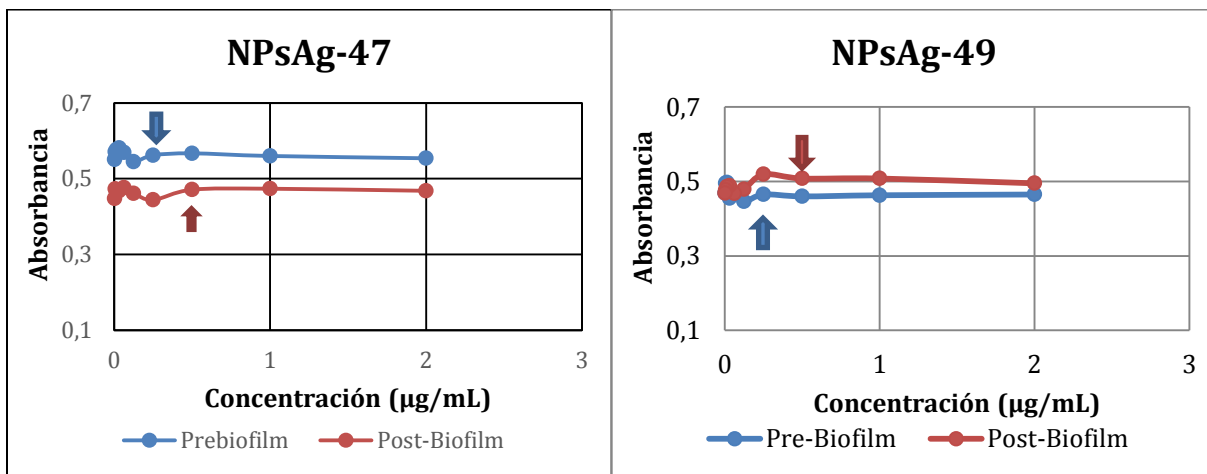 NPsAg-47
0,7
0,5
0,3
0,1
0 1 2 3
Absorbancia
Concentración (µg/mL)
Prebiofilm Post-Biofilm
NPsAg-49
0,7
0,5
0,3
0,1
0 1 2 3
Absorbancia
Concentración (µg/mL)
Pre-Biofilm Post-Biofilm